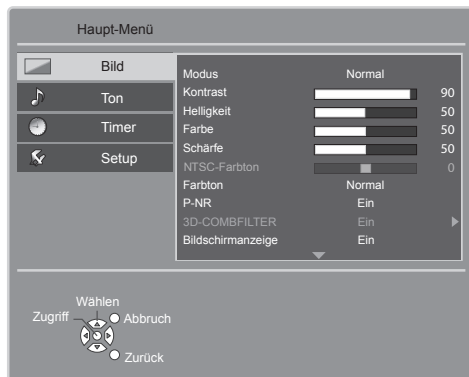 Haupt-Menü
Bild
Ton
Timer
Setup
Modus Normal
Kontrast 90
Helligkeit 50
Farbe 50
Schärfe 50
NTSC-Farbton 0
Farbton Normal
P-NR Ein
3D-COMBFILTER Ein
Bildschirmanzeige Ein
Wählen
Zugriff Abbruch
Zurück